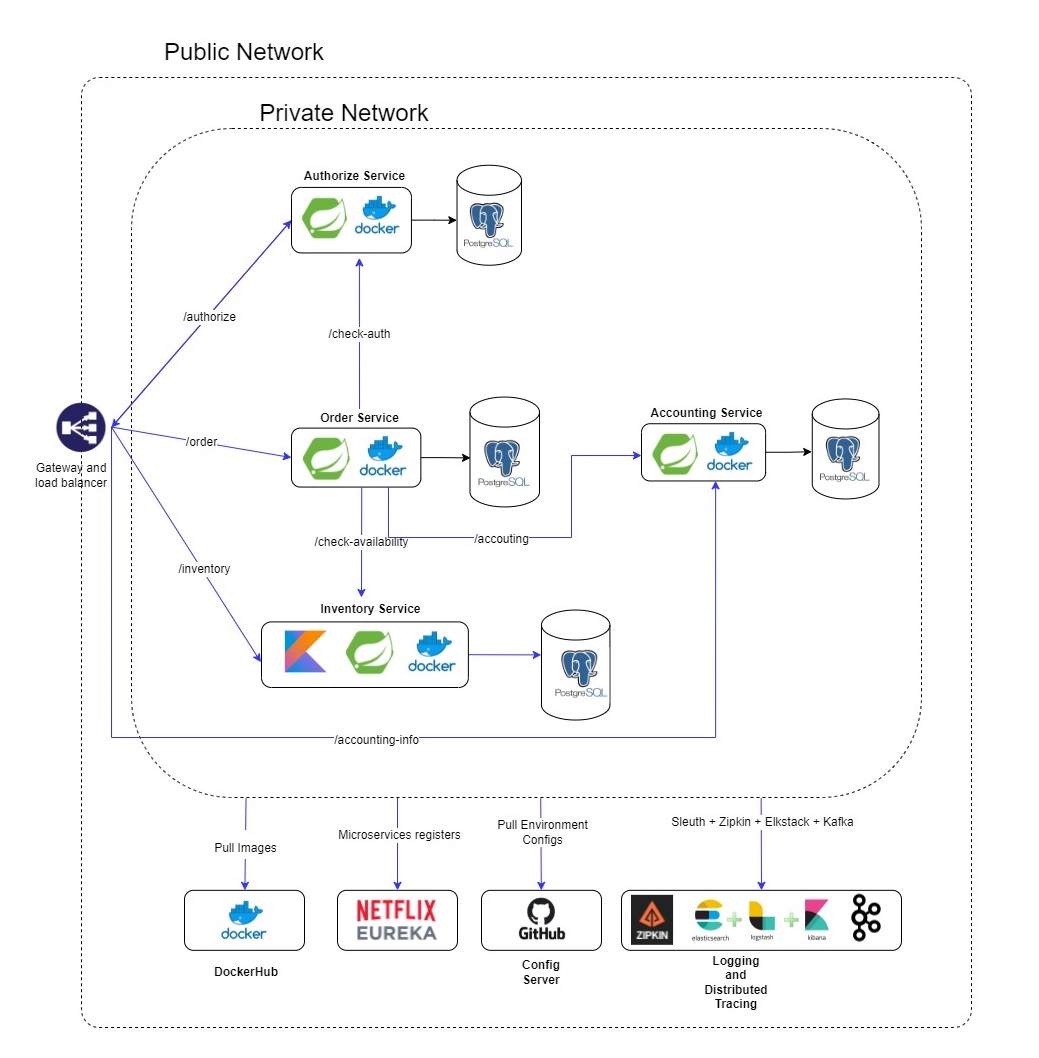 Public Network
Private Network
Authorize Service
docker
PostgreSQL
/authorize
/check-auth
Order Service
docker
PostgreSQL
Accounting Service
docker
PostgreSQL
/order
Gateway and
load balancer
/check-availability
/accouting
/inventory
Inventory Service
docker
PostgreSQL
/accounting-info
Pull Images
Microservices registers
Pull Environment
Configs
Sleuth + Zipkin + Elkstack + Kafka
docker
NETFLIX
EUREKA
GitHub
ZIPKIN
elasticsearch
logstash
kibana
DockerHub
Config
Server
Logging
and
Distributed
Tracing